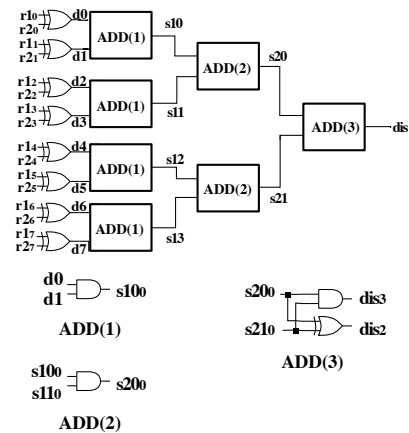 r1₀ d0
r2₀
r1₁
r2₁ d1
ADD(1)
s10
r1₂ d2
r2₂
r1₃
r2₃ d3
ADD(1)
s11
ADD(2)
s20
r1₄ d4
r2₄
r1₅
r2₅ d5
ADD(1)
s12
r1₆ d6
r2₆
r1₇
r2₇ d7
ADD(1)
s13
ADD(2)
s21
ADD(3)
dis
d0
d1
s10₀
ADD(1)
s10₀
s11₀
s20₀
ADD(2)
s20₀
s21₀
dis3
dis2
ADD(3)